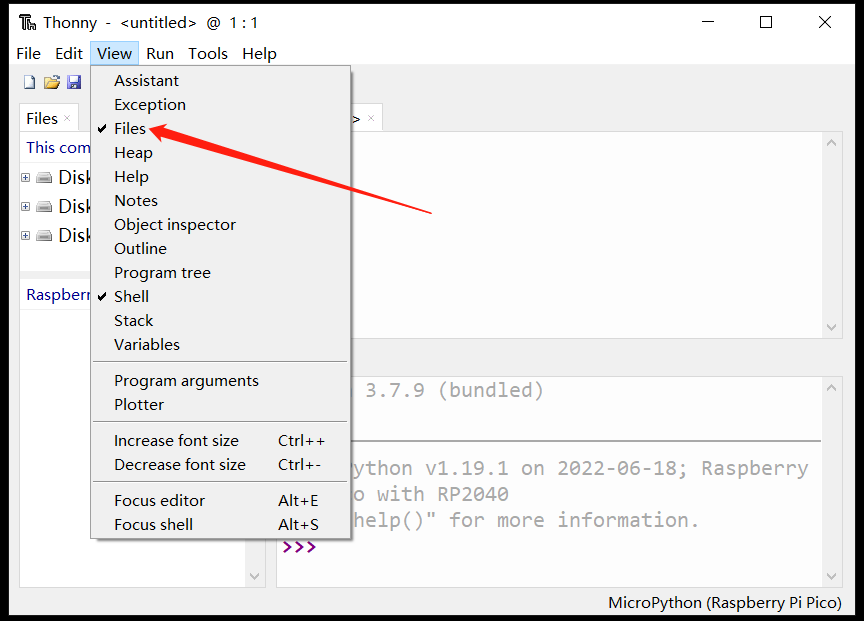 Thonny - <untitled> @ 1 : 1
File Edit View Run Tools Help
Files
>
This com
Disk
Disk
Disk
Raspberr
Assistant
Exception
Files
Heap
Help
Notes
Object inspector
Outline
Program tree
Shell
Stack
Variables
Program arguments
Plotter
Increase font size Ctrl++
Decrease font size Ctrl+-
Focus editor Alt+E
Focus shell Alt+S
3.7.9 (bundled)
ython v1.19.1 on 2022-06-18; Raspberry
o with RP2040
help()" for more information.
>>>
MicroPython (Raspberry Pi Pico)